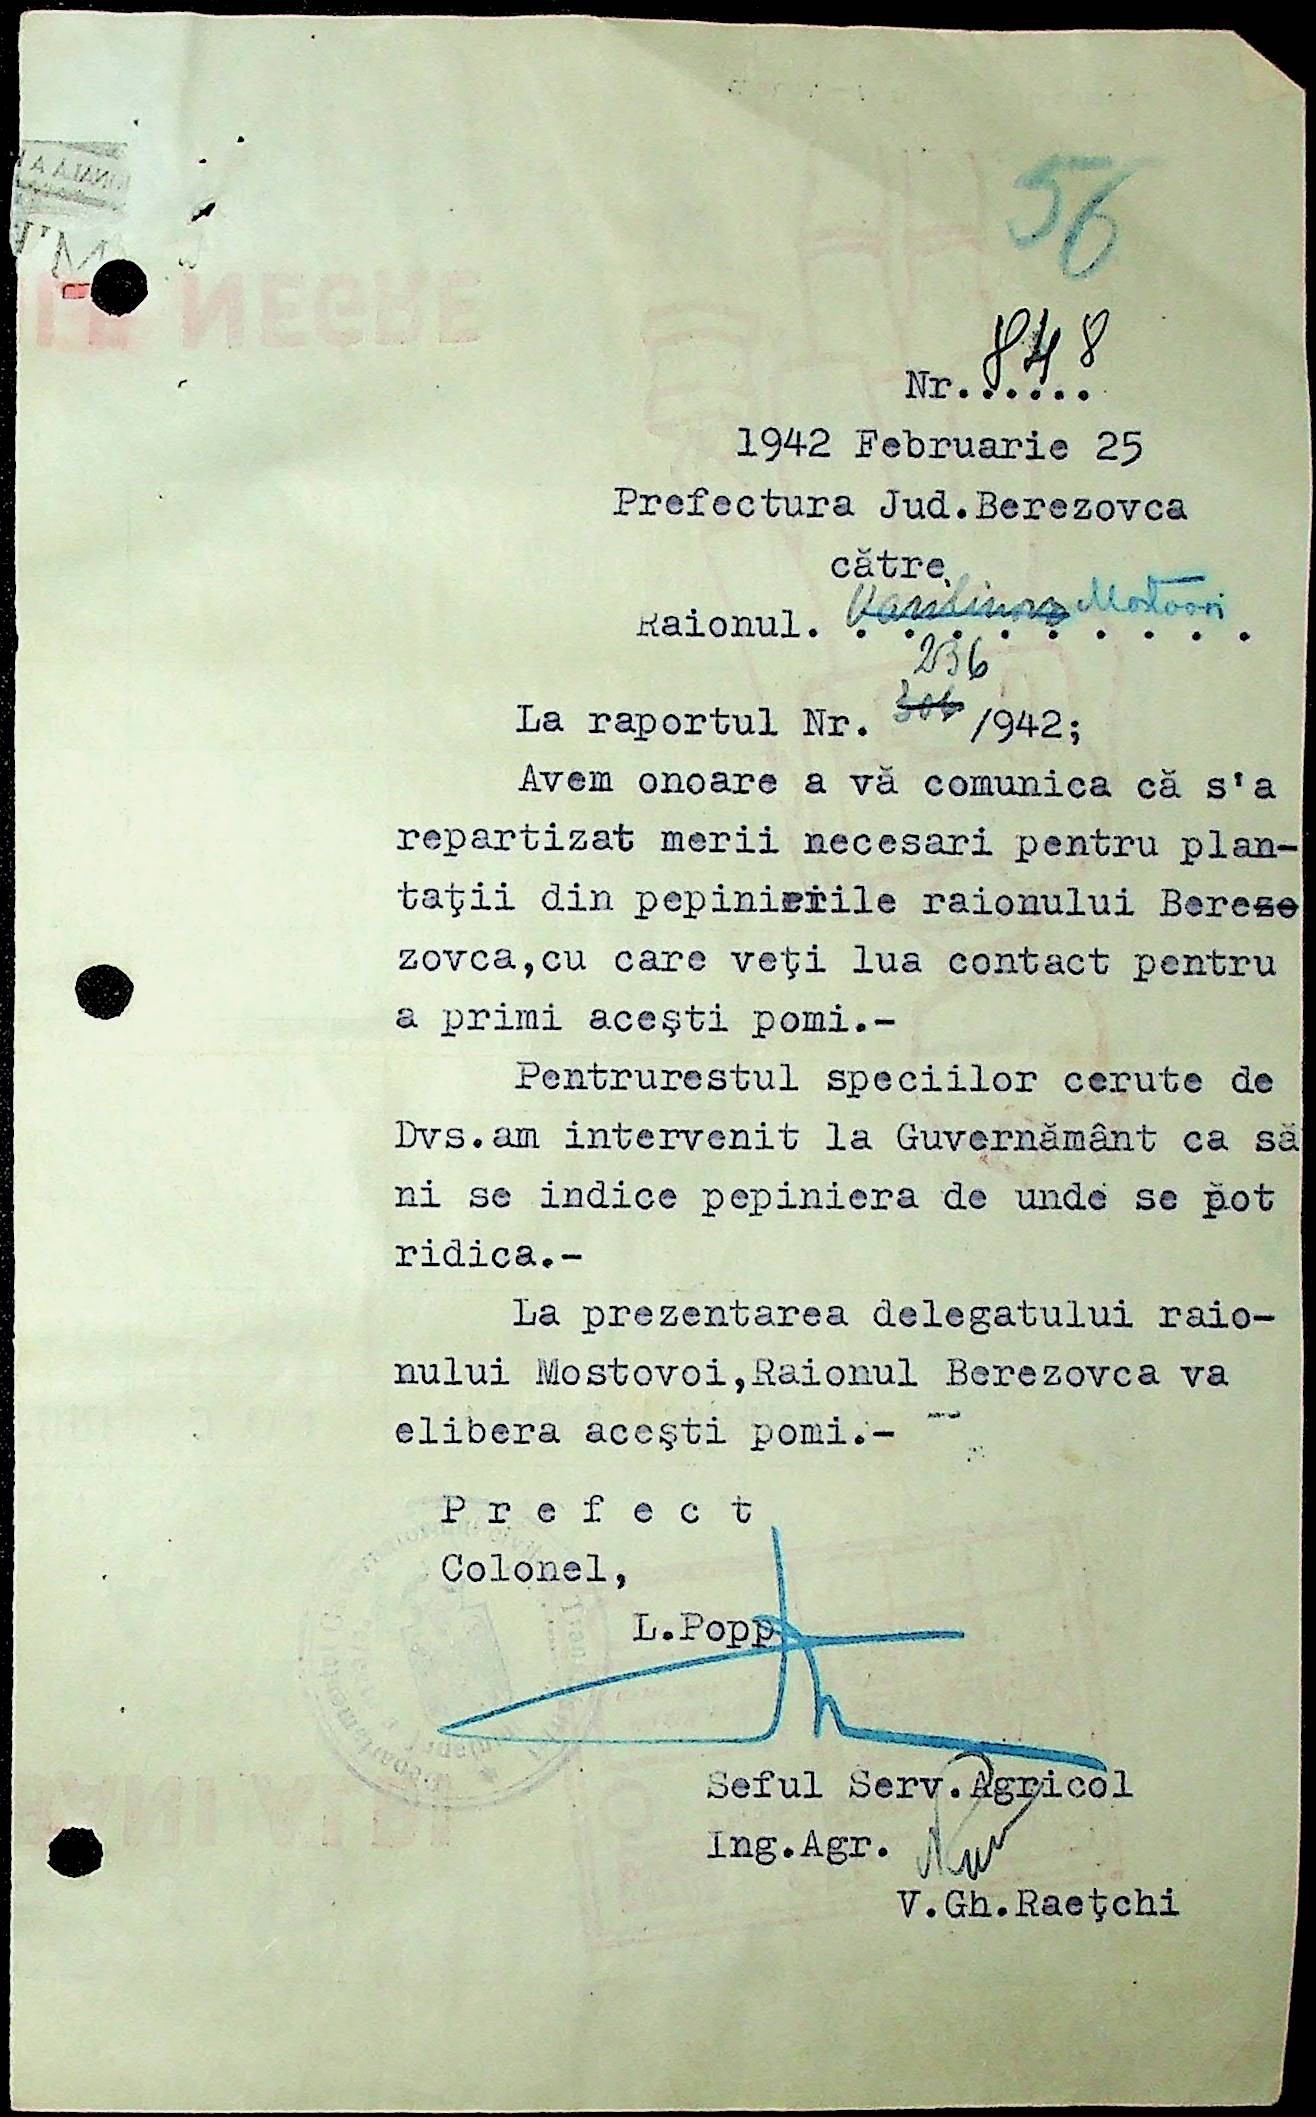 56
Nr.848
1942 Februarie 25
Prefectura Jud.Berezovca
către
Raionul. Mostovoi
236
La raportul Nr. 306 /942;
Avem onoare a vă comunica că s'a
repartizat merii necesari pentru plan-
taţii din pepinierile raionului Berezo
zovca,cu care veţi lua contact pentru
a primi aceşti pomi.-
Pentrurestul speciilor cerute de
Dvs.am intervenit la Guvernământ ca să
ni se indice pepiniera de unde se pot
ridica.-
La prezentarea delegatului raio-
nului Mostovoi,Raionul Berezovca va
elibera aceşti pomi.-
P r e f e c t
Colonel,
L.Popp
Seful Serv.Agricol
Ing.Agr.
V.Gh.Raeţchi